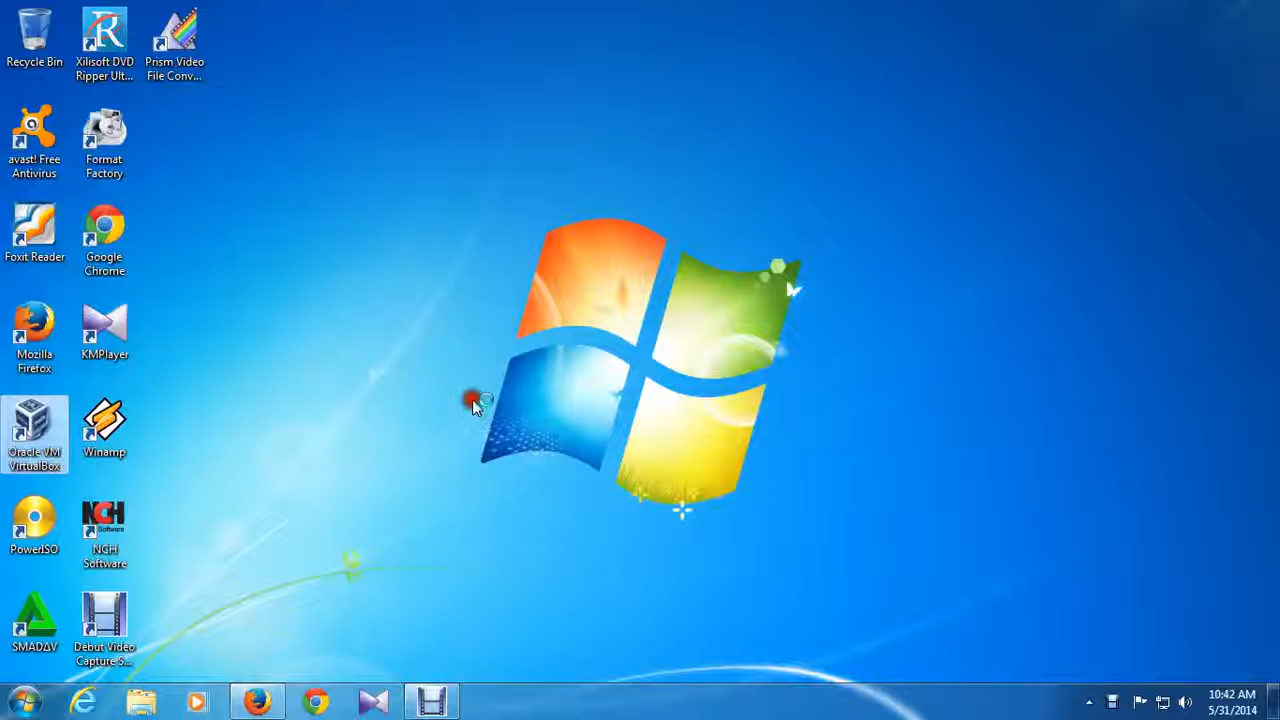 Recycle Bin
Xilisoft DVD
Ripper Ult...
Prism Video
File Conv...
avast! Free
Antivirus
Format
Factory
Foxit Reader
Google
Chrome
Mozilla
Firefox
KMPlayer
Oracle VM
VirtualBox
Winamp
PowerISO
NCH
Software
NCH
Software
SMADΔV
Debut Video
Capture S...
10:42 AM
5/31/2014